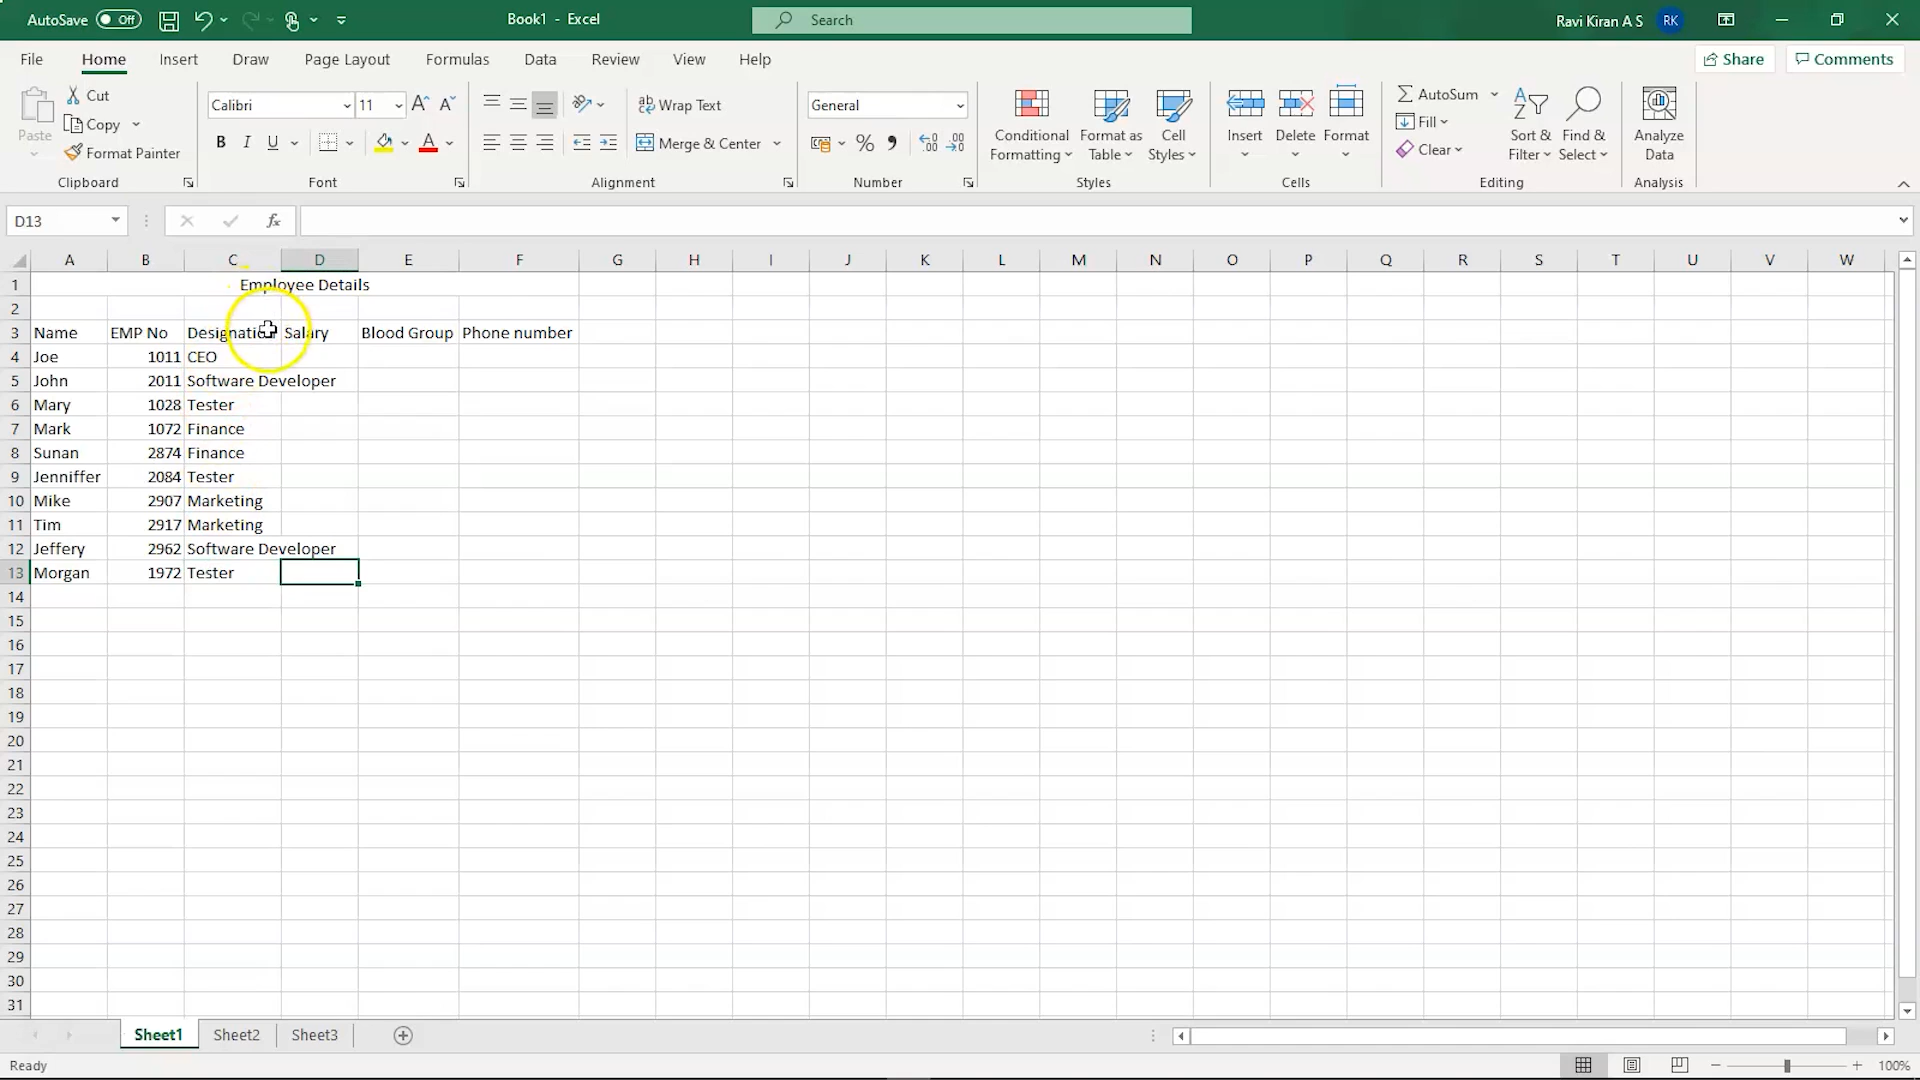 AutoSave Off Book1 - Excel Search Ravi Kiran A S RK
File Home Insert Draw Page Layout Formulas Data Review View Help Share Comments
Paste Cut Copy Format Painter Clipboard
Calibri 11 B I U A Font
Wrap Text Merge & Center Alignment
General % Number
Conditional Formatting Format as Table Cell Styles Styles
Insert Delete Format Cells
AutoSum Fill Clear Sort & Filter Find & Select Editing
Analyze Data Analysis
D13 fx
A B C D E F G H I J K L M N O P Q R S T U V W
1 Employee Details
2
3 Name EMP No Designation Salary Blood Group Phone number
4 Joe 1011 CEO
5 John 2011 Software Developer
6 Mary 1028 Tester
7 Mark 1072 Finance
8 Sunan 2874 Finance
9 Jenniffer 2084 Tester
10 Mike 2907 Marketing
11 Tim 2917 Marketing
12 Jeffery 2962 Software Developer
13 Morgan 1972 Tester
14
15
16
17
18
19
20
21
22
23
24
25
26
27
28
29
30
31
Sheet1 Sheet2 Sheet3
Ready 100%